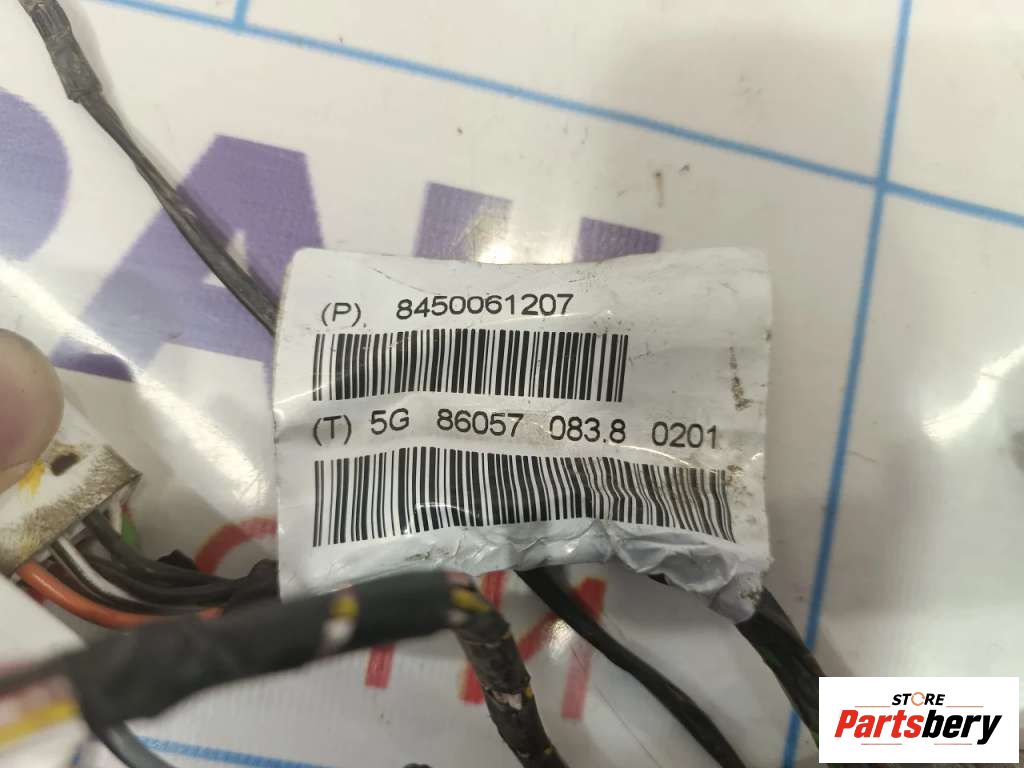 (P) 8450061207
(T) 5G 86057 083.8 0201
STORE
Partsbery